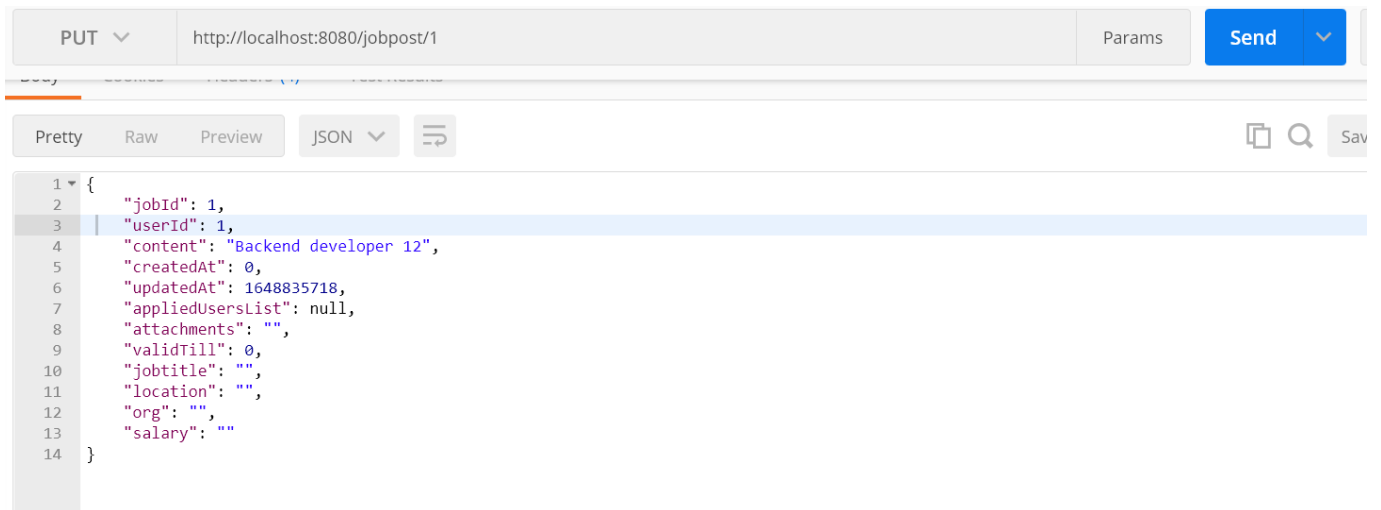 PUT http://localhost:8080/jobpost/1 Params Send
Pretty Raw Preview JSON
1 {
2 "jobId": 1,
3 "userId": 1,
4 "content": "Backend developer 12",
5 "createdAt": 0,
6 "updatedAt": 1648835718,
7 "appliedUsersList": null,
8 "attachments": "",
9 "validTill": 0,
10 "jobtitle": "",
11 "location": "",
12 "org": "",
13 "salary": ""
14 }